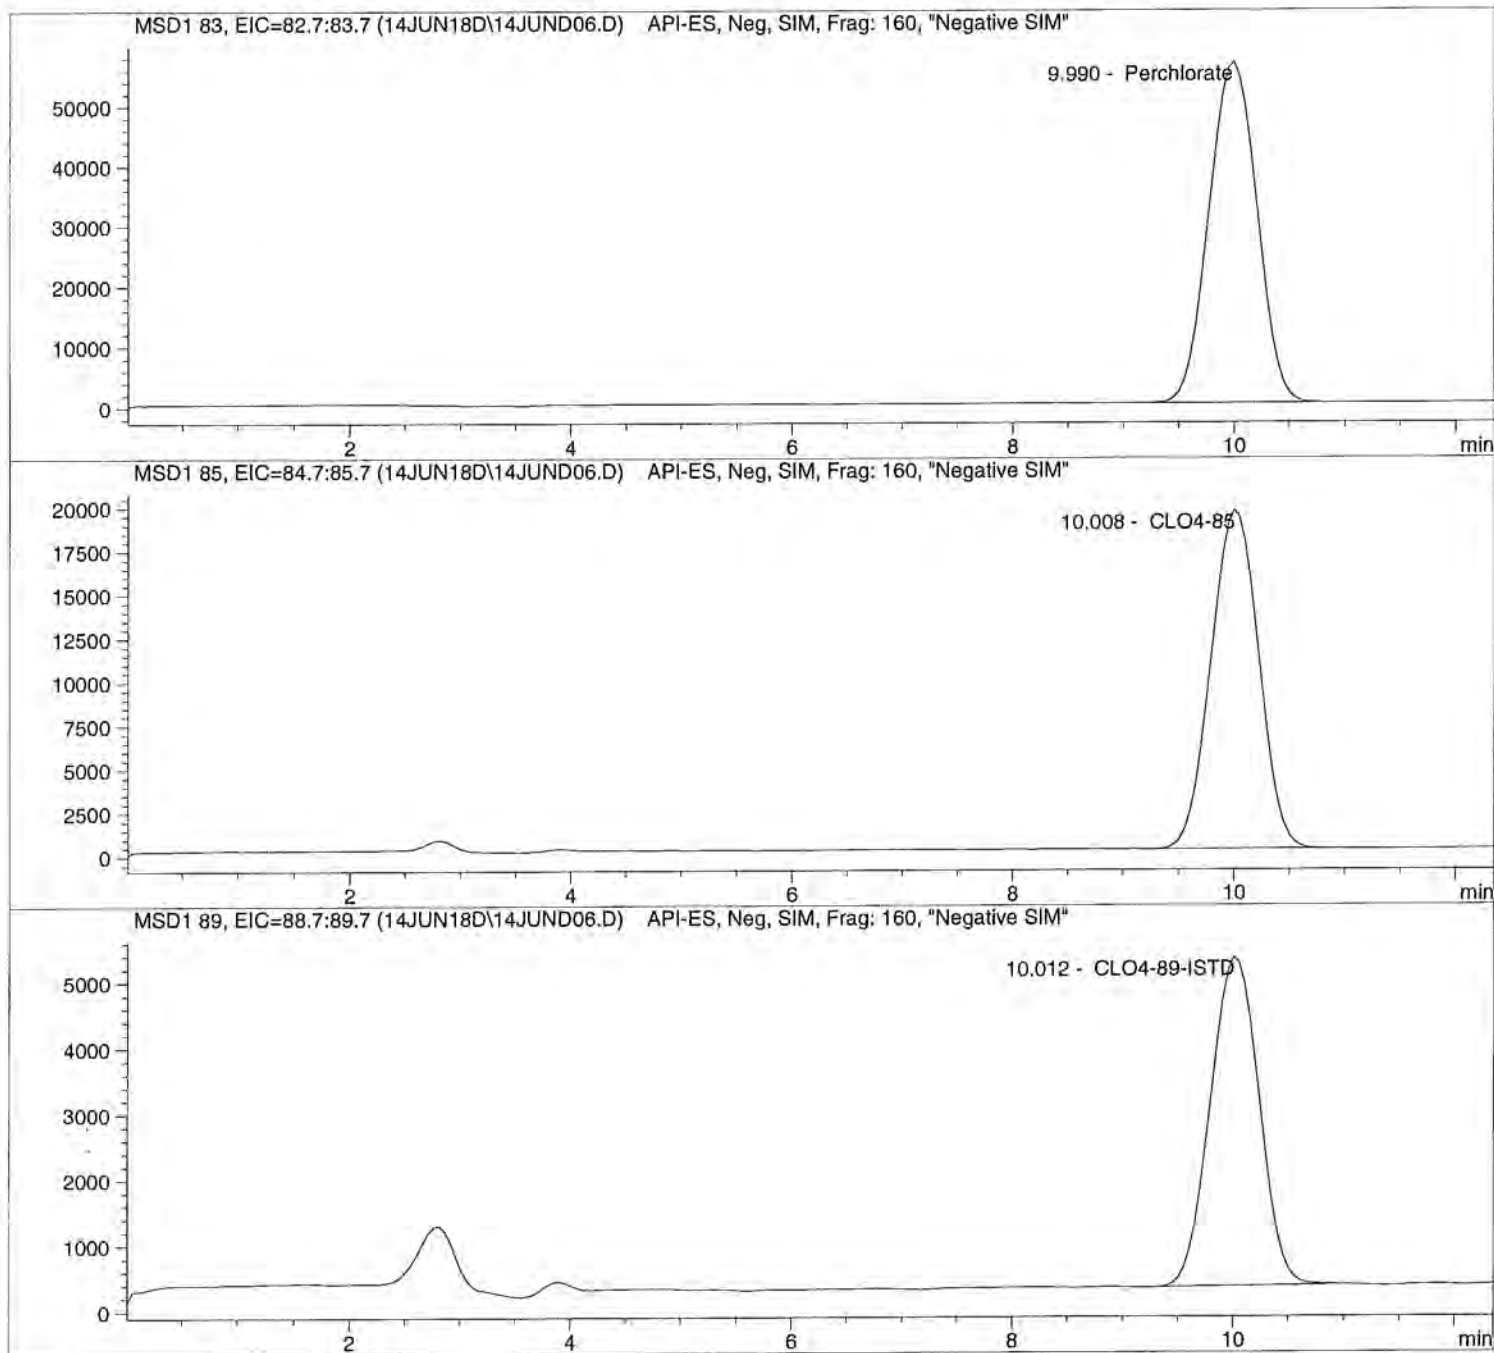 MSD1 83, EIC=82.7:83.7 (14JUN18D\14JUND06.D) API-ES, Neg, SIM, Frag: 160, "Negative SIM"
9.990 - Perchlorate
50000
40000
30000
20000
10000
0
2 4 6 8 10 min
MSD1 85, EIC=84.7:85.7 (14JUN18D\14JUND06.D) API-ES, Neg, SIM, Frag: 160, "Negative SIM"
20000
10.008 - CLO4-85
17500
15000
12500
10000
7500
5000
2500
0
2 4 6 8 10 min
MSD1 89, EIC=88.7:89.7 (14JUN18D\14JUND06.D) API-ES, Neg, SIM, Frag: 160, "Negative SIM"
10.012 - CLO4-89-ISTD
5000
4000
3000
2000
1000
0
2 4 6 8 10 min